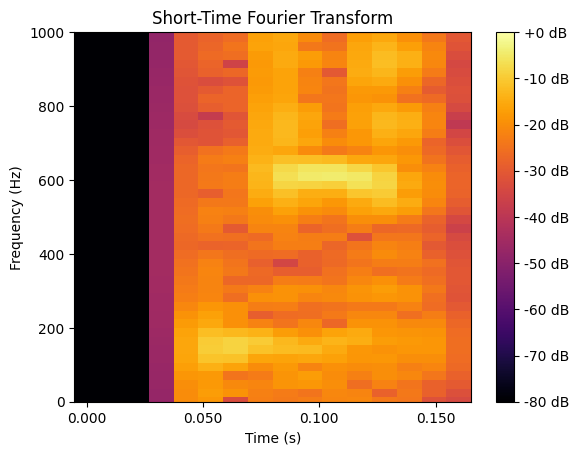 Short-Time Fourier Transform
Frequency (Hz)
1000
800
600
400
200
0
0.000
0.050
0.100
0.150
Time (s)
+0 dB
-10 dB
-20 dB
-30 dB
-40 dB
-50 dB
-60 dB
-70 dB
-80 dB